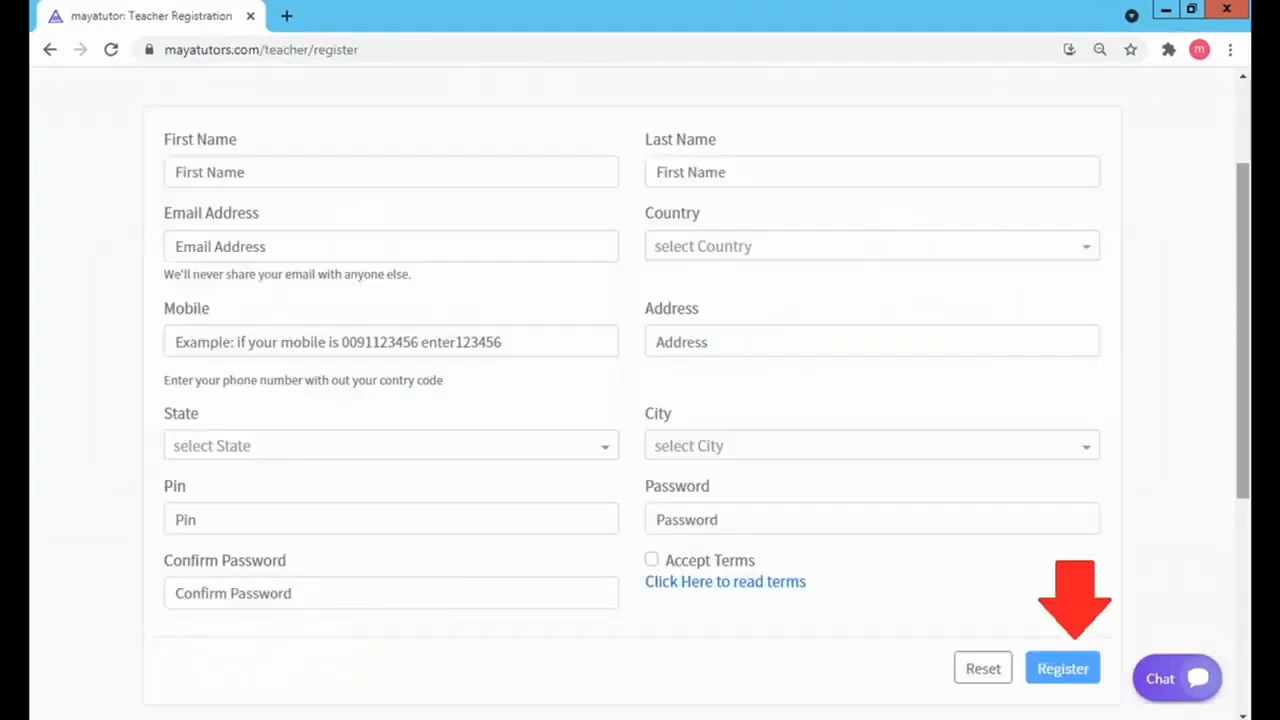 mayatutor: Teacher Registration
mayatutors.com/teacher/register
m
First Name
Last Name
First Name
First Name
Email Address
Country
Email Address
select Country
We'll never share your email with anyone else.
Mobile
Address
Example: if your mobile is 0091123456 enter123456
Address
Enter your phone number with out your contry code
State
City
select State
select City
Pin
Password
Pin
Password
Confirm Password
Accept Terms
Click Here to read terms
Confirm Password
Reset
Register
Chat